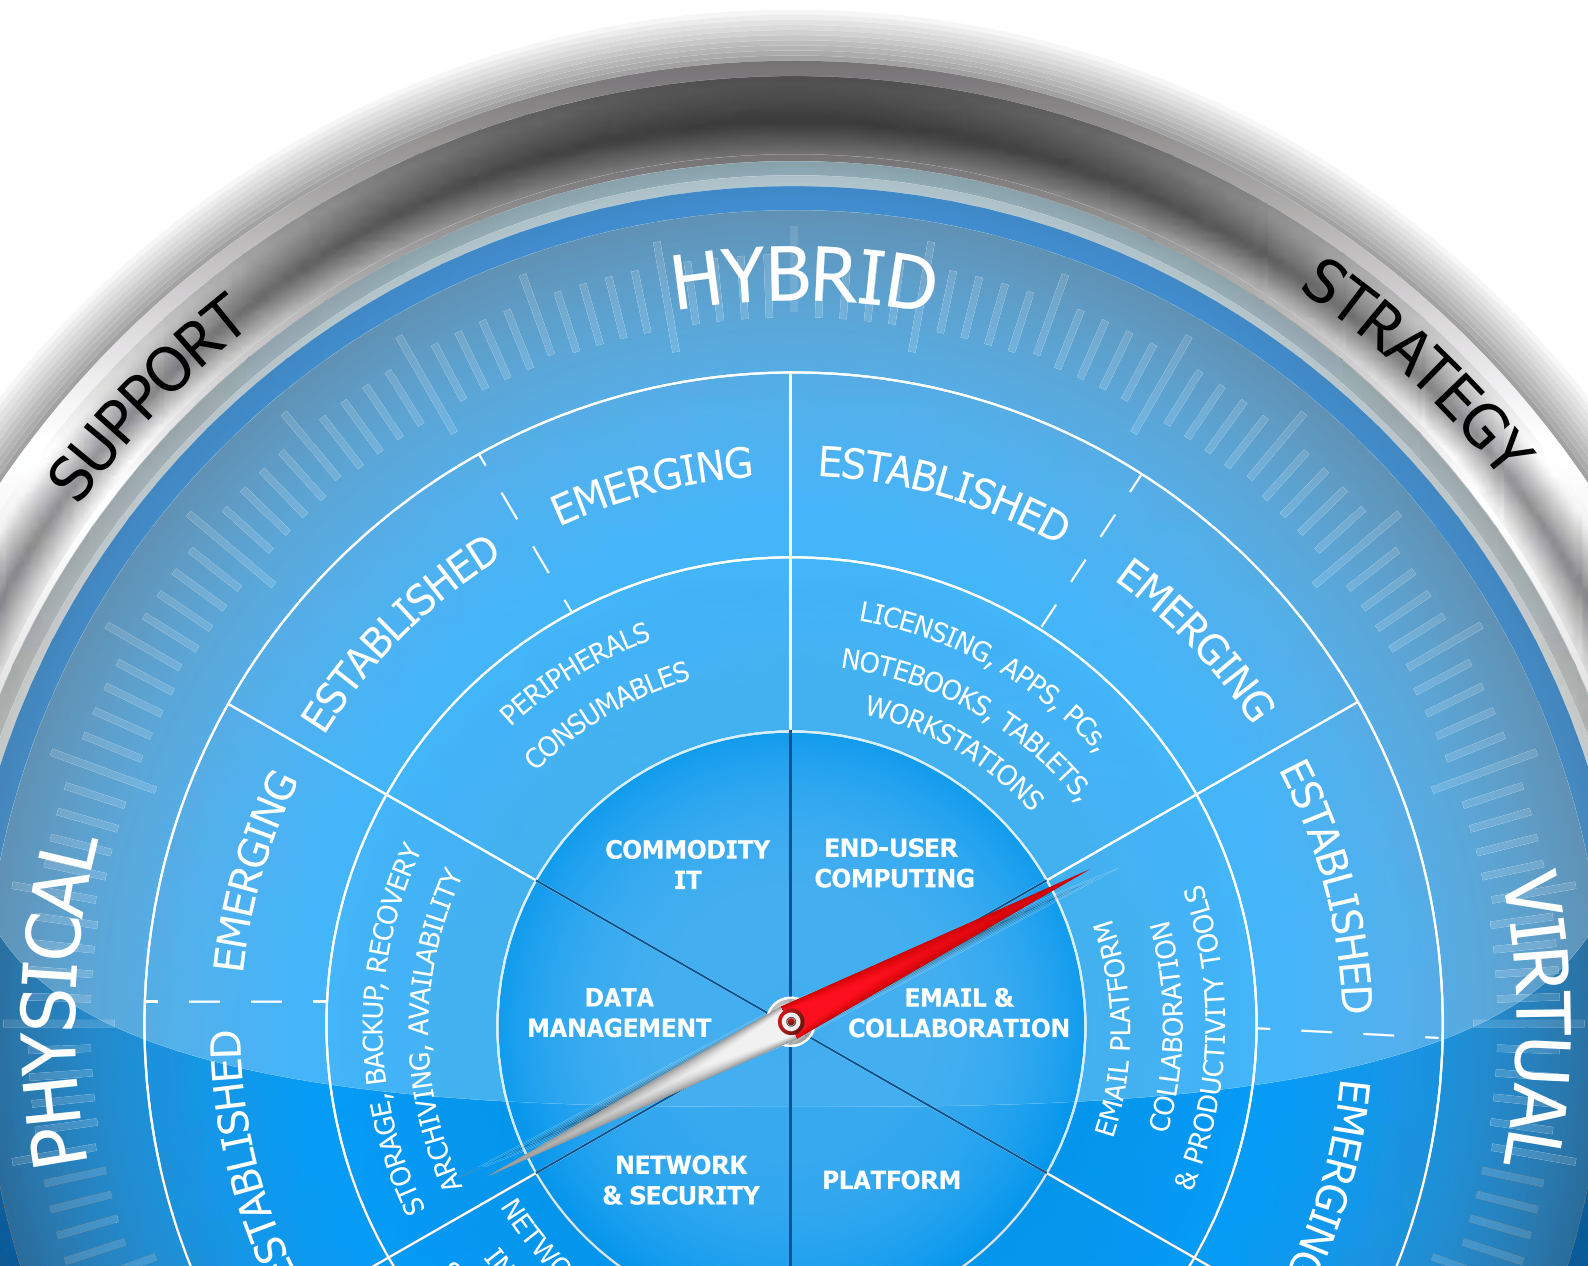 HYBRID
SUPPORT
STRATEGY
PHYSICAL
VIRTUAL
EMERGING
ESTABLISHED
ESTABLISHED
EMERGING
EMERGING
ESTABLISHED
ESTABLISHED
EMERGING
PERIPHERALS
CONSUMABLES
LICENSING, APPS, PCs,
NOTEBOOKS, TABLETS,
WORKSTATIONS
STORAGE, BACKUP, RECOVERY
ARCHIVING, AVAILABILITY
EMAIL PLATFORM
COLLABORATION
& PRODUCTIVITY TOOLS
COMMODITY
IT
END-USER
COMPUTING
DATA
MANAGEMENT
EMAIL &
COLLABORATION
NETWORK
& SECURITY
PLATFORM